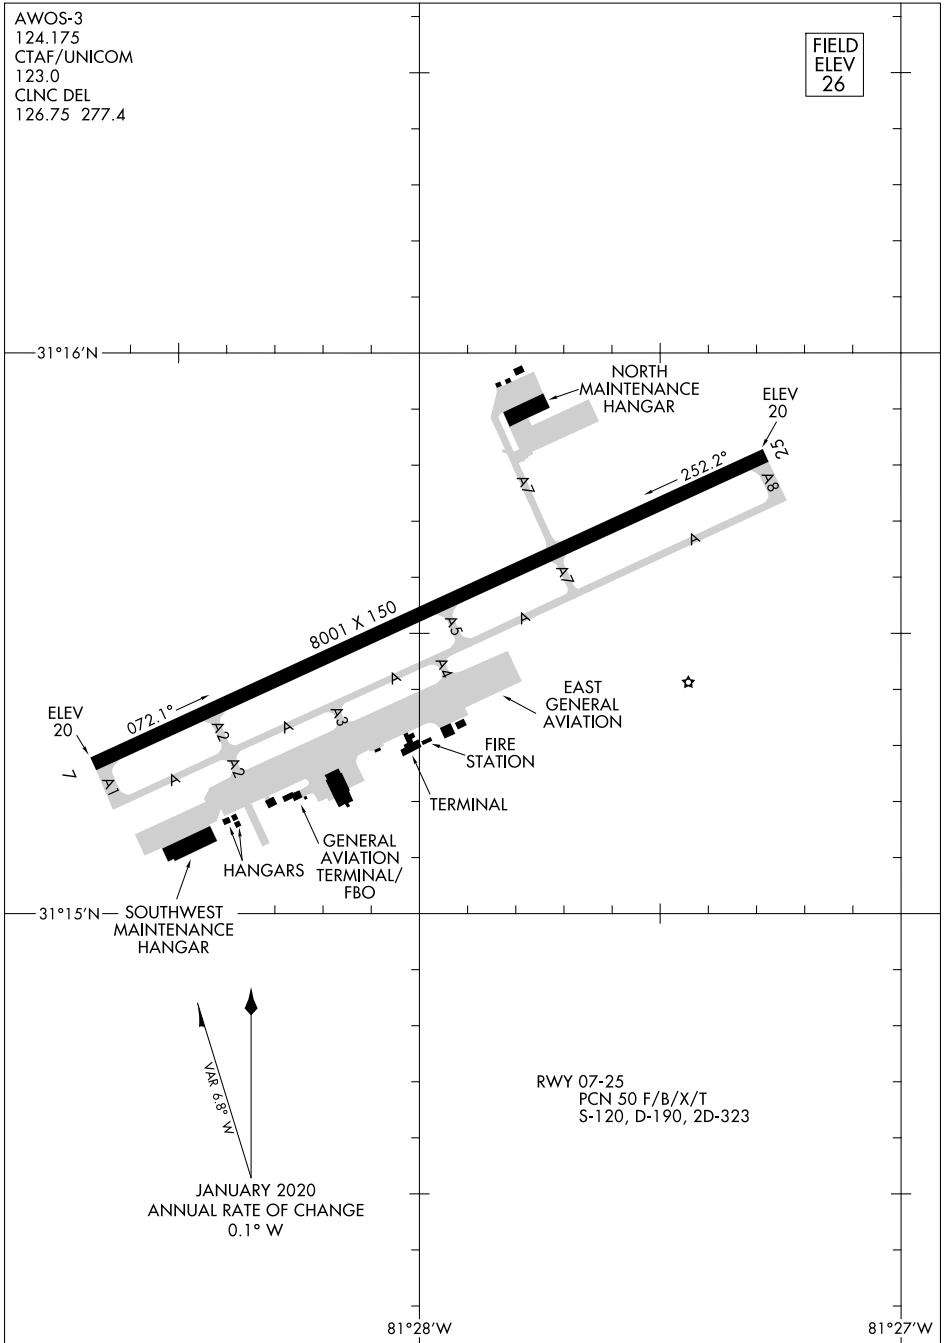 AWOS-3
124.175
CTAF/UNICOM
123.0
CLNC DEL
126.75 277.4
FIELD
ELEV
26
31°16'N
NORTH
MAINTENANCE
HANGAR
ELEV
20
25
252.2°
A8
A7
A
A7
8001 X 150
A5
A
A4
A
EAST
GENERAL
AVIATION
072.1°
ELEV
20
7
A2
A
A3
A2
A
A1
FIRE
STATION
TERMINAL
HANGARS
GENERAL
AVIATION
TERMINAL/
FBO
31°15'N
SOUTHWEST
MAINTENANCE
HANGAR
VAR 6.8° W
JANUARY 2020
ANNUAL RATE OF CHANGE
0.1° W
RWY 07-25
PCN 50 F/B/X/T
S-120, D-190, 2D-323
81°28'W
81°27'W